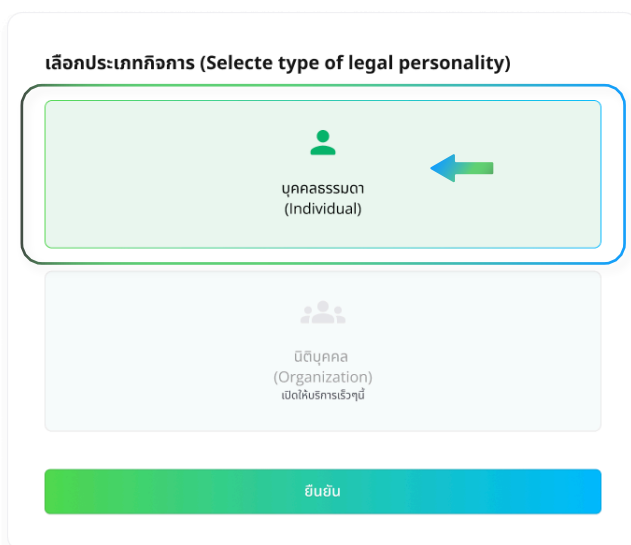 เลือกประเภทกิจการ (Selecte type of legal personality)
บุคคลธรรมดา
(Individual)
นิติบุคคล
(Organization)
เปิดให้บริการเร็วๆนี้
ยืนยัน